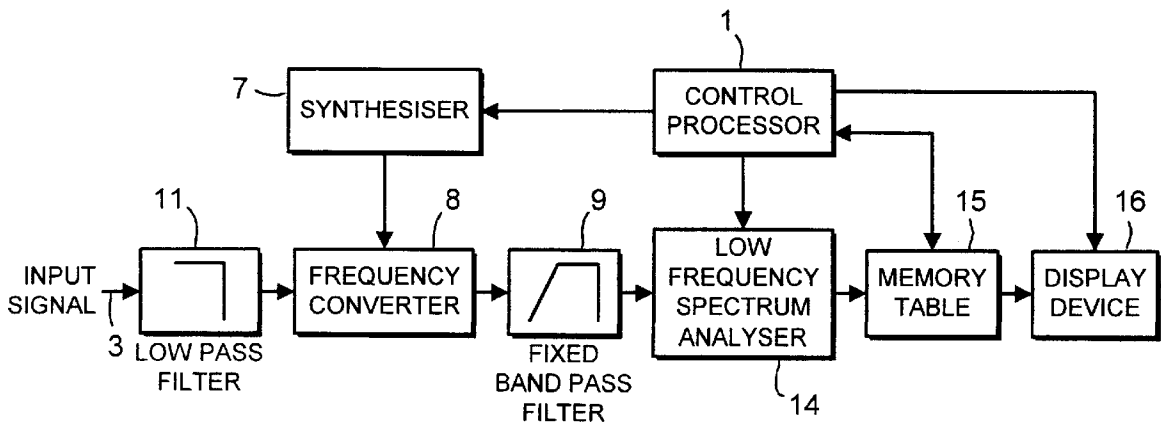 1
7
SYNTHESISER
CONTROL
PROCESSOR
11
8
9
15
16
INPUT
SIGNAL
3
FREQUENCY
CONVERTER
LOW
FREQUENCY
SPECTRUM
ANALYSER
MEMORY
TABLE
DISPLAY
DEVICE
LOW PASS
FILTER
FIXED
BAND PASS
FILTER
14